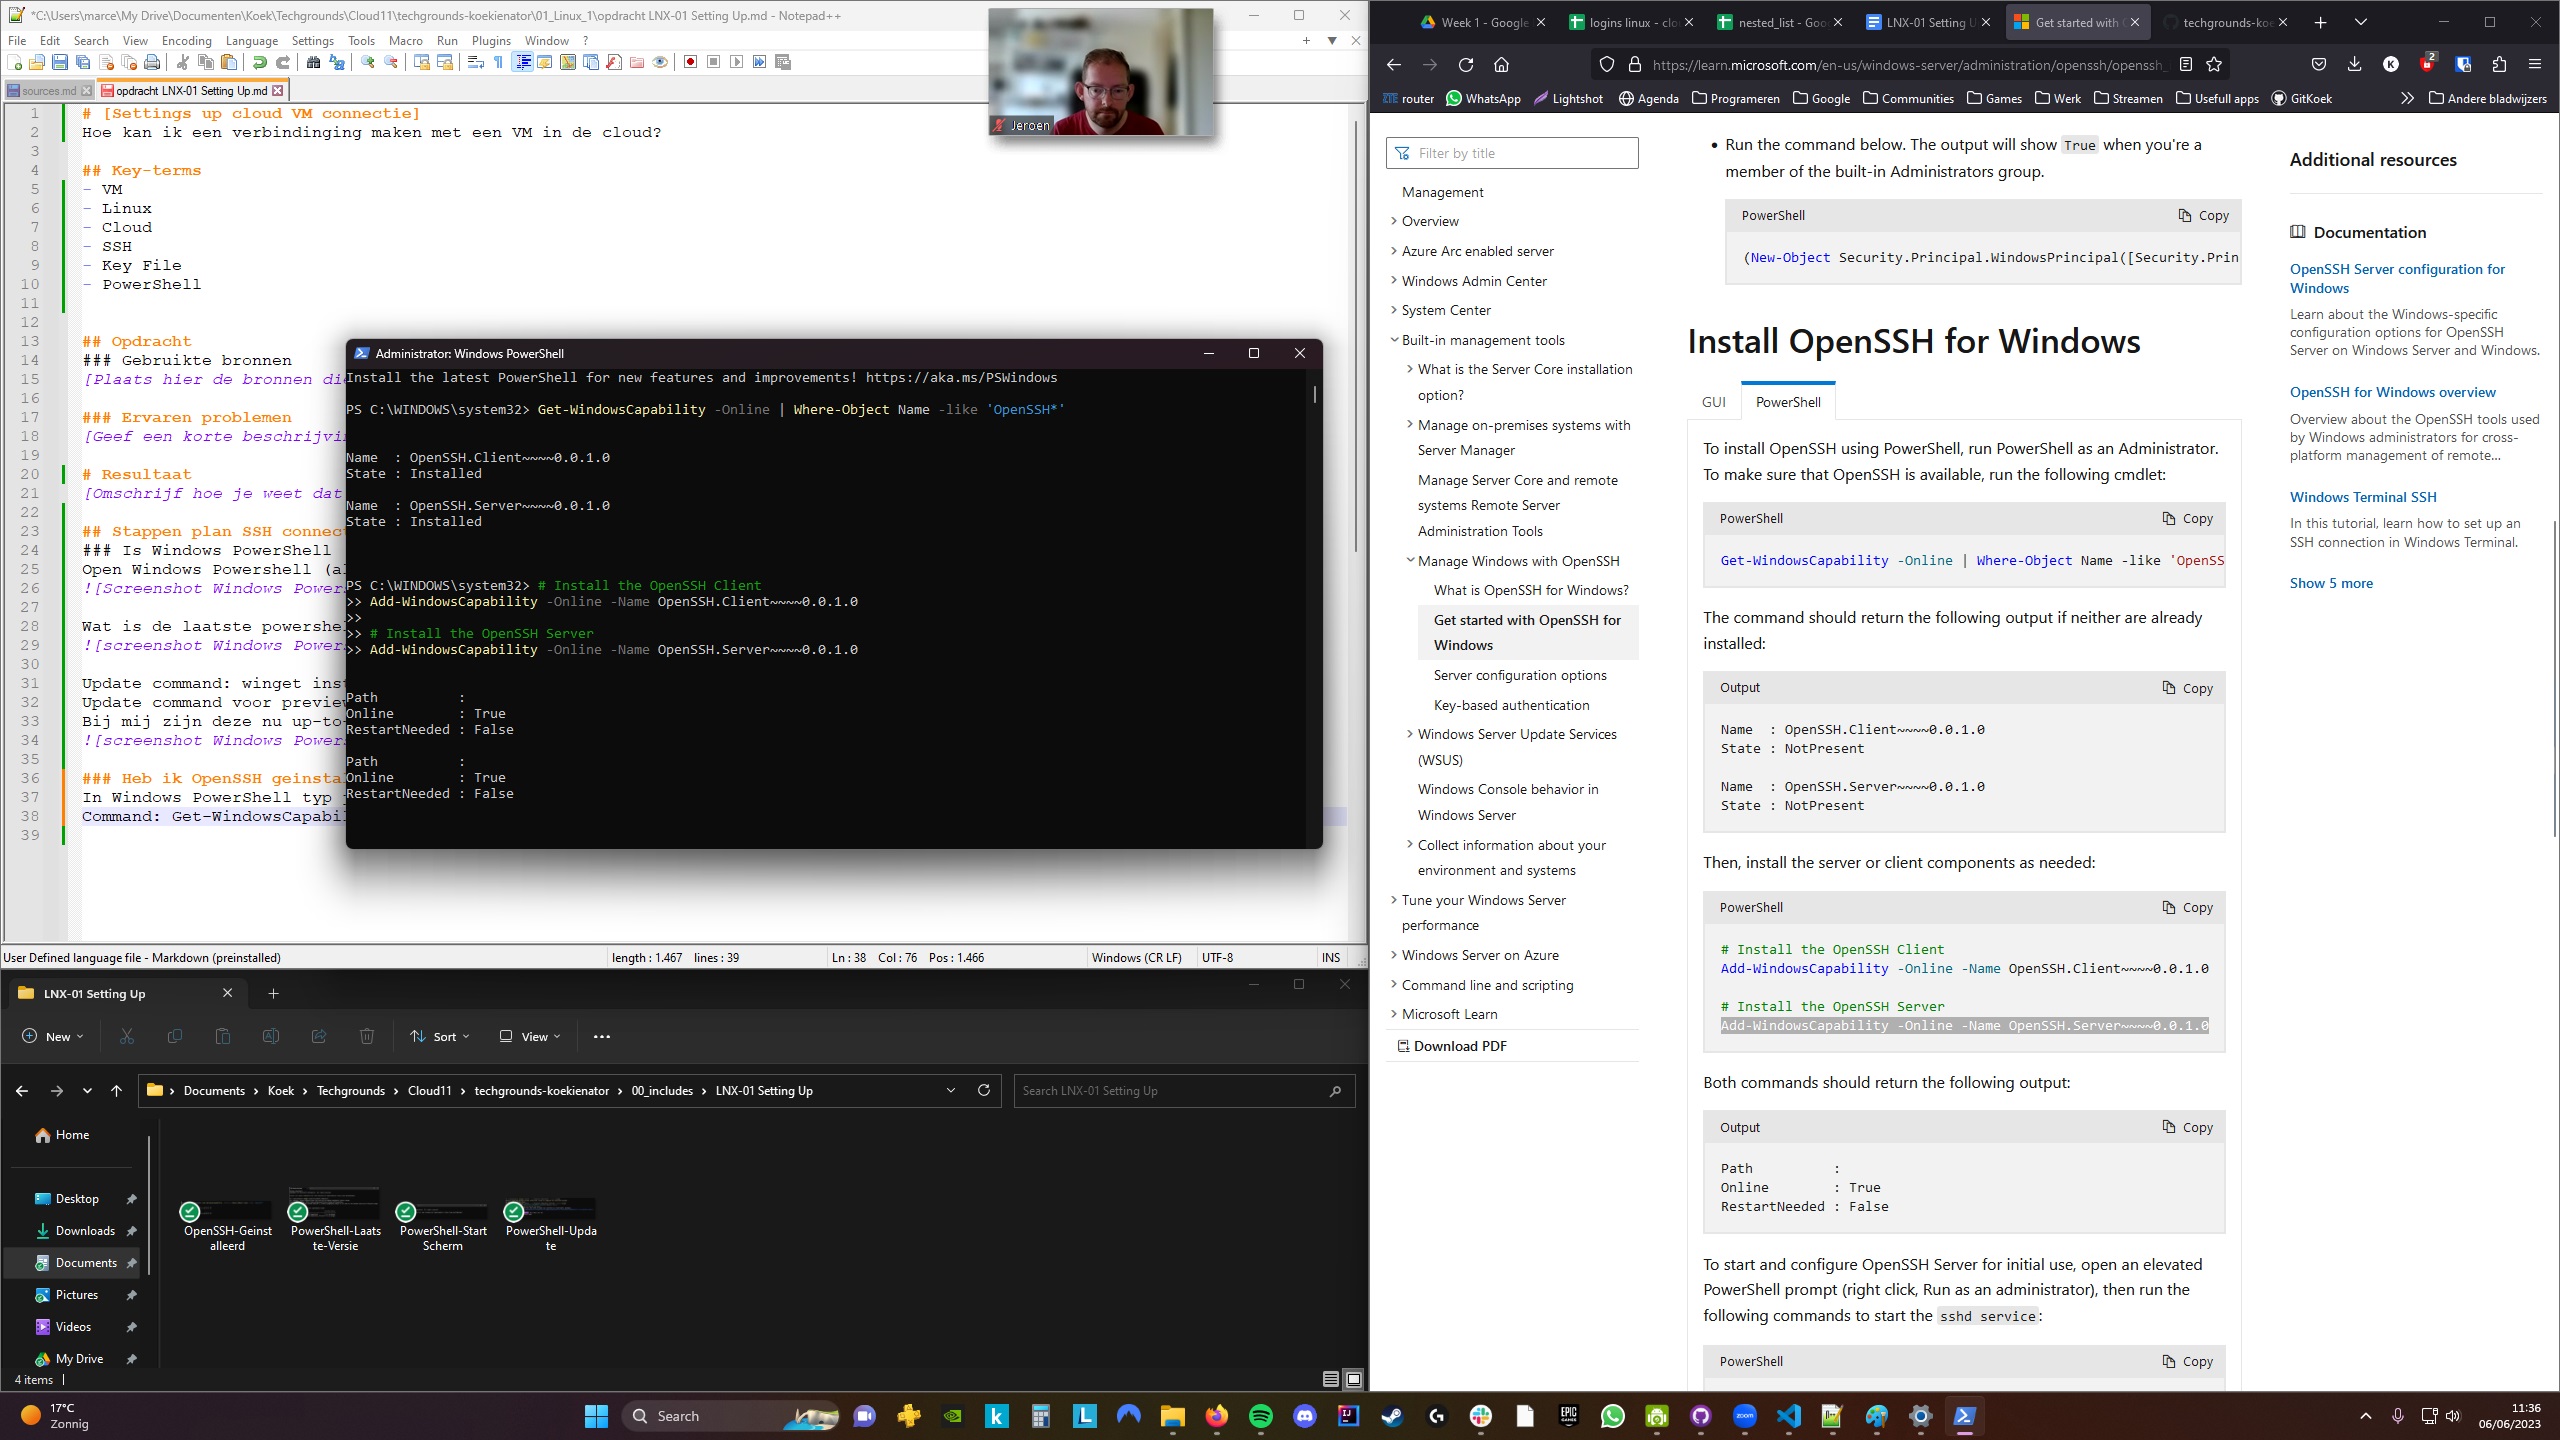 *C:\Users\marce\My Drive\Documenten\Koek\Techgrounds\Cloud11\techgrounds-koekienator\01_Linux_1\opdracht LNX-01 Setting Up.md - Notepad++
File Edit Search View Encoding Language Settings Tools Macro Run Plugins Window ?
sources.md
opdracht LNX-01 Setting Up.md
1 # [Settings up cloud VM connectie]
2 Hoe kan ik een verbindinging maken met een VM in de cloud?
3
4 ## Key-terms
5 - VM
6 - Linux
7 - Cloud
8 - SSH
9 - Key File
10 - PowerShell
11
12
13 ## Opdracht
14 ### Gebruikte bronnen
15 [Plaats hier de bronnen di
16
17 ### Ervaren problemen
18 [Geef een korte beschrijvi
19
20 # Resultaat
21 [Omschrijf hoe je weet dat
22
23 ## Stappen plan SSH connec
24 ### Is Windows PowerShell
25 Open Windows Powershell (a
26 ![Screenshot Windows Power
27
28 Wat is de laatste powershe
29 ![screenshot Windows Power
30
31 Update command: winget ins
32 Update command voor previe
33 Bij mij zijn deze nu up-to
34 ![screenshot Windows Power
35
36 ### Heb ik OpenSSH geinsta
37 In Windows PowerShell typ
38 Command: Get-WindowsCapabi
39
Jeroen
Administrator: Windows PowerShell
Install the latest PowerShell for new features and improvements! https://aka.ms/PSWindows
PS C:\WINDOWS\system32> Get-WindowsCapability -Online | Where-Object Name -like 'OpenSSH*'
Name  : OpenSSH.Client~~~~0.0.1.0
State : Installed
Name  : OpenSSH.Server~~~~0.0.1.0
State : Installed
PS C:\WINDOWS\system32> # Install the OpenSSH Client
>> Add-WindowsCapability -Online -Name OpenSSH.Client~~~~0.0.1.0
>>
>> # Install the OpenSSH Server
>> Add-WindowsCapability -Online -Name OpenSSH.Server~~~~0.0.1.0
Path          :
Online        : True
RestartNeeded : False
Path          :
Online        : True
RestartNeeded : False
User Defined language file - Markdown (preinstalled)
length : 1.467 lines : 39
Ln : 38 Col : 76 Pos : 1.466
Windows (CR LF)
UTF-8
INS
LNX-01 Setting Up
New
Sort
View
Documents > Koek > Techgrounds > Cloud11 > techgrounds-koekienator > 00_includes > LNX-01 Setting Up
Search LNX-01 Setting Up
Home
Desktop
Downloads
Documents
Pictures
Videos
My Drive
OpenSSH-Geinst
alleerd
PowerShell-Laats
te-Versie
PowerShell-Start
Scherm
PowerShell-Upda
te
4 items
Week 1 - Google
logins linux - clo
nested_list - Goo
LNX-01 Setting U
Get started with
techgrounds-koe
https://learn.microsoft.com/en-us/windows-server/administration/openssh/openssh_
2
K
router
WhatsApp
Lightshot
Agenda
Programeren
Google
Communities
Games
Werk
Streamen
Usefull apps
GitKoek
Andere bladwijzers
Filter by title
Management
Overview
Azure Arc enabled server
Windows Admin Center
System Center
Built-in management tools
What is the Server Core installation
option?
Manage on-premises systems with
Server Manager
Manage Server Core and remote
systems Remote Server
Administration Tools
Manage Windows with OpenSSH
What is OpenSSH for Windows?
Get started with OpenSSH for
Windows
Server configuration options
Key-based authentication
Windows Server Update Services
(WSUS)
Windows Console behavior in
Windows Server
Collect information about your
environment and systems
Tune your Windows Server
performance
Windows Server on Azure
Command line and scripting
Microsoft Learn
Download PDF
• Run the command below. The output will show True when you're a
member of the built-in Administrators group.
PowerShell
Copy
(New-Object Security.Principal.WindowsPrincipal([Security.Prin
Install OpenSSH for Windows
GUI
PowerShell
To install OpenSSH using PowerShell, run PowerShell as an Administrator.
To make sure that OpenSSH is available, run the following cmdlet:
PowerShell
Copy
Get-WindowsCapability -Online | Where-Object Name -like 'OpenSS
The command should return the following output if neither are already
installed:
Output
Copy
Name  : OpenSSH.Client~~~~0.0.1.0
State : NotPresent
Name  : OpenSSH.Server~~~~0.0.1.0
State : NotPresent
Then, install the server or client components as needed:
PowerShell
Copy
# Install the OpenSSH Client
Add-WindowsCapability -Online -Name OpenSSH.Client~~~~0.0.1.0
# Install the OpenSSH Server
Add-WindowsCapability -Online -Name OpenSSH.Server~~~~0.0.1.0
Both commands should return the following output:
Output
Copy
Path          :
Online        : True
RestartNeeded : False
To start and configure OpenSSH Server for initial use, open an elevated
PowerShell prompt (right click, Run as an administrator), then run the
following commands to start the sshd service:
PowerShell
Copy
Additional resources
Documentation
OpenSSH Server configuration for
Windows
Learn about the Windows-specific
configuration options for OpenSSH
Server on Windows Server and Windows.
OpenSSH for Windows overview
Overview about the OpenSSH tools used
by Windows administrators for cross-
platform management of remote...
Windows Terminal SSH
In this tutorial, learn how to set up an
SSH connection in Windows Terminal.
Show 5 more
17°C
Zonnig
Search
11:36
06/06/2023